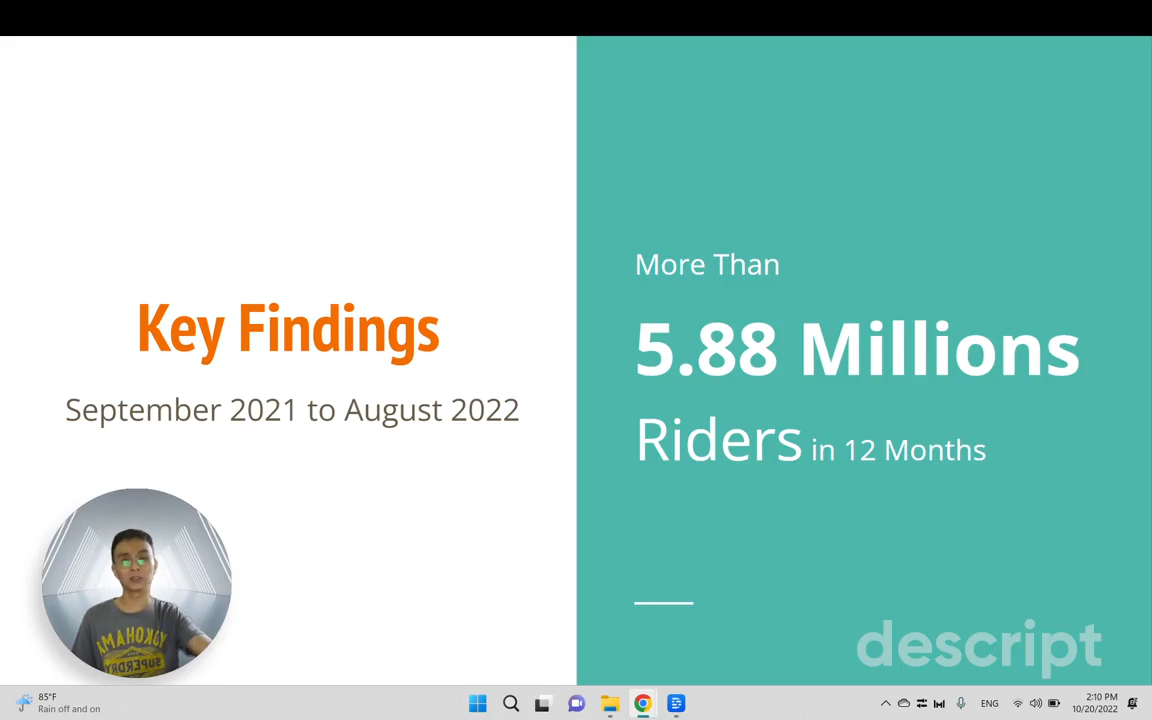 Key Findings
September 2021 to August 2022
More Than
5.88 Millions
Riders in 12 Months
YOKOHAMA
SUPERDRY
descript
85°F
Rain off and on
ENG
2:10 PM
10/20/2022